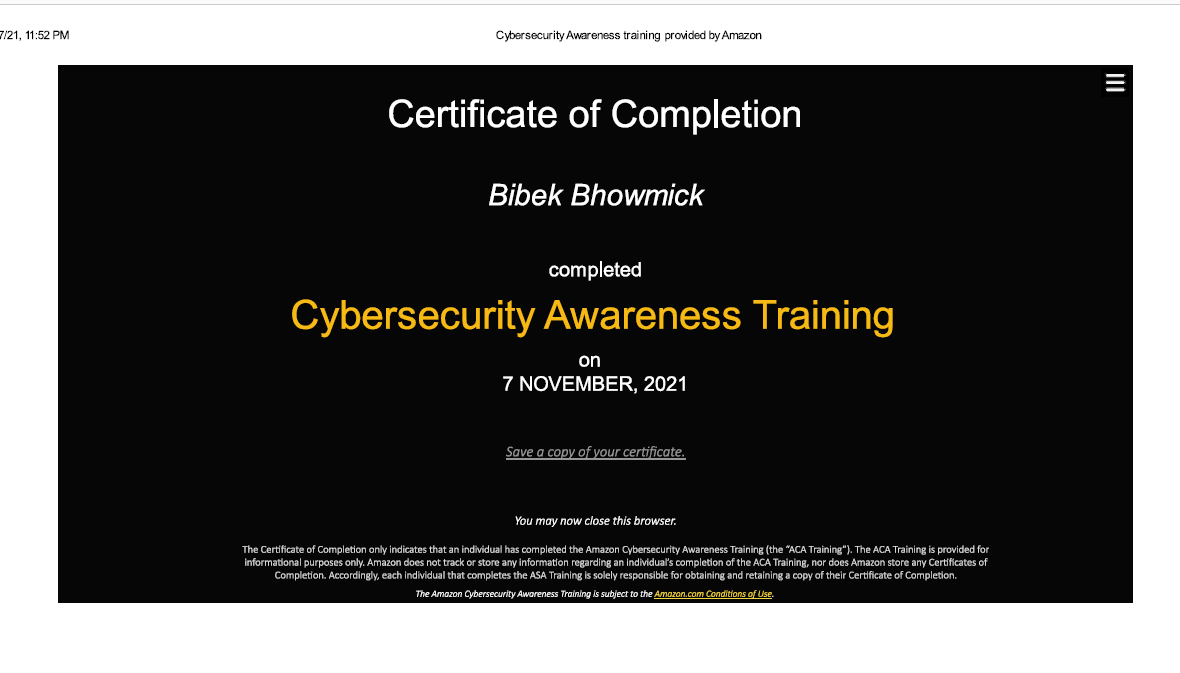 7/21, 11:52 PM
Cybersecurity Awareness training provided by Amazon
Certificate of Completion
Bibek Bhowmick
completed
Cybersecurity Awareness Training
on
7 NOVEMBER, 2021
Save a copy of your certificate.
You may now close this browser.
The Certificate of Completion only indicates that an individual has completed the Amazon Cybersecurity Awareness Training (the “ACA Training”). The ACA Training is provided for
informational purposes only. Amazon does not track or store any information regarding an individual’s completion of the ACA Training, nor does Amazon store any Certificates of
Completion. Accordingly, each individual that completes the ASA Training is solely responsible for obtaining and retaining a copy of their Certificate of Completion.
The Amazon Cybersecurity Awareness Training is subject to the Amazon.com Conditions of Use.